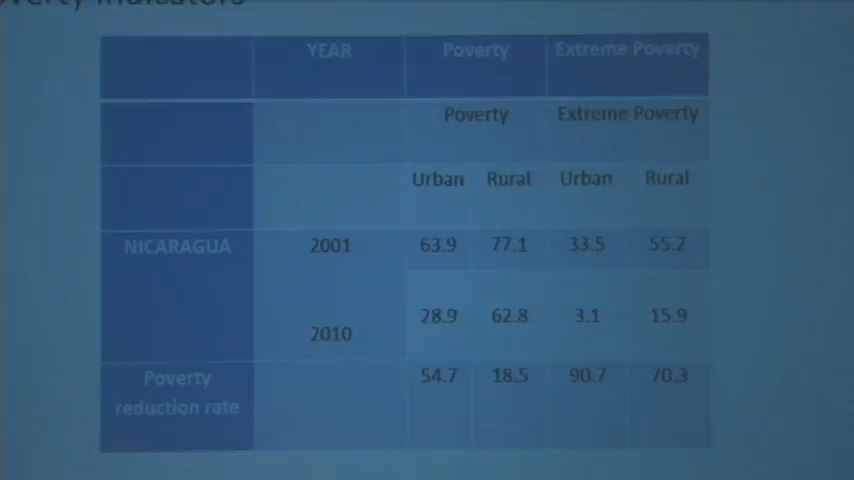 Poverty Indicators
YEAR Poverty Extreme Poverty
Poverty Extreme Poverty
Urban Rural Urban Rural
NICARAGUA 2001 63.9 77.1 33.5 55.2
2010 28.9 62.8 3.1 15.9
Poverty reduction rate 54.7 18.5 90.7 70.3